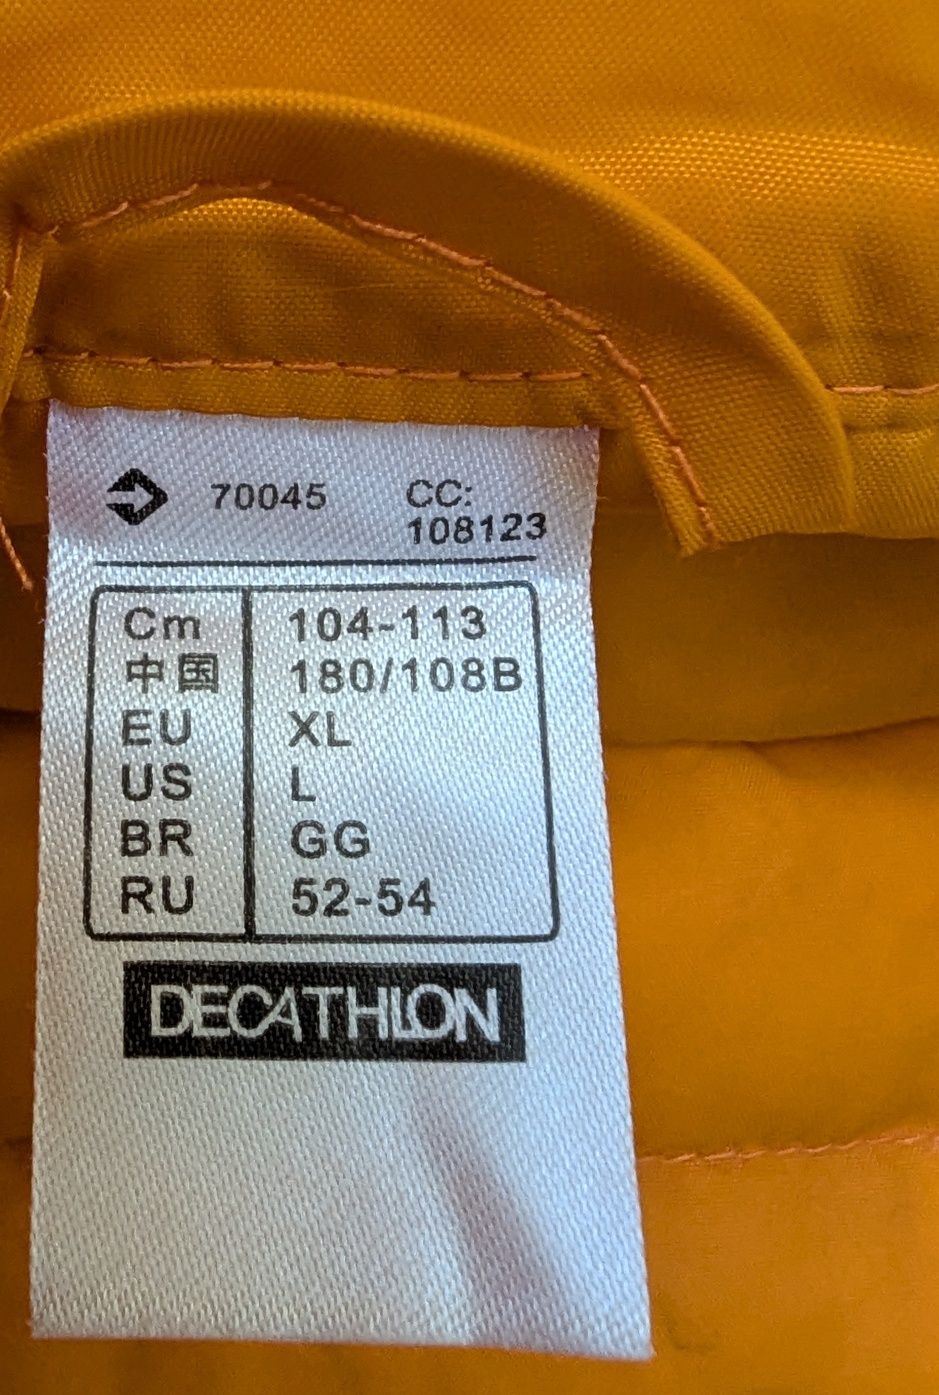 70045 CC:
108123
Cm 104-113
中国 180/108B
EU XL
US L
BR GG
RU 52-54
DECATHLON